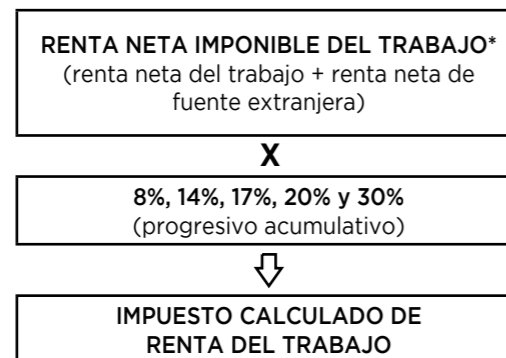 RENTA NETA IMPONIBLE DEL TRABAJO*
(renta neta del trabajo + renta neta de
fuente extranjera)
X
8%, 14%, 17%, 20% y 30%
(progresivo acumulativo)
IMPUESTO CALCULADO DE
RENTA DEL TRABAJO